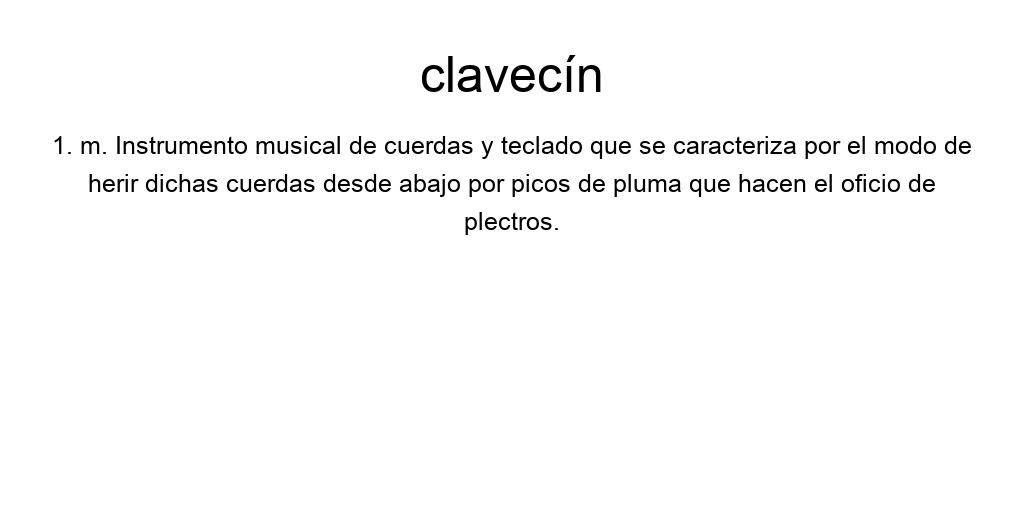 clavecín
1. m. Instrumento musical de cuerdas y teclado que se caracteriza por el modo de
herir dichas cuerdas desde abajo por picos de pluma que hacen el oficio de
plectros.